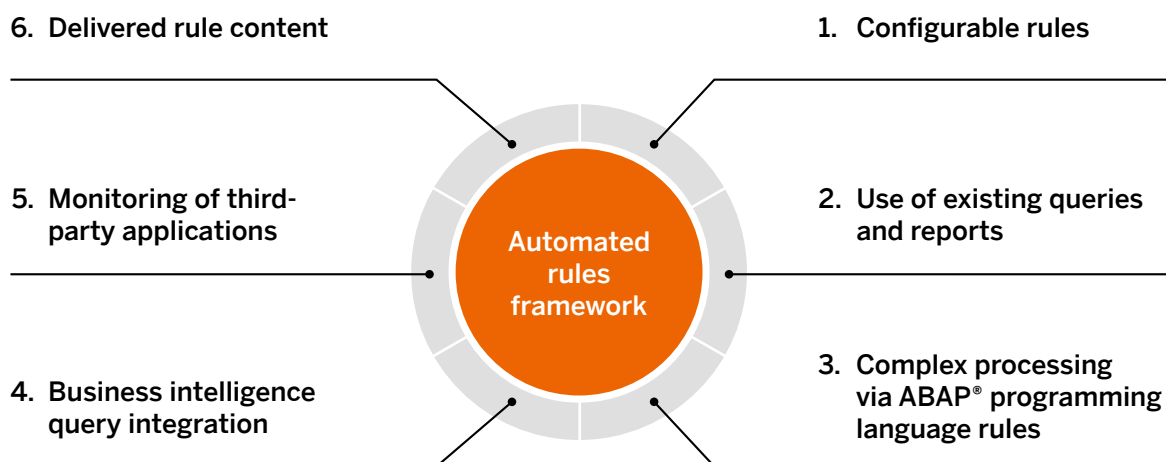 6. Delivered rule content
1. Configurable rules
5. Monitoring of third-
party applications
2. Use of existing queries
and reports
Automated
rules
framework
4. Business intelligence
query integration
3. Complex processing
via ABAP® programming
language rules